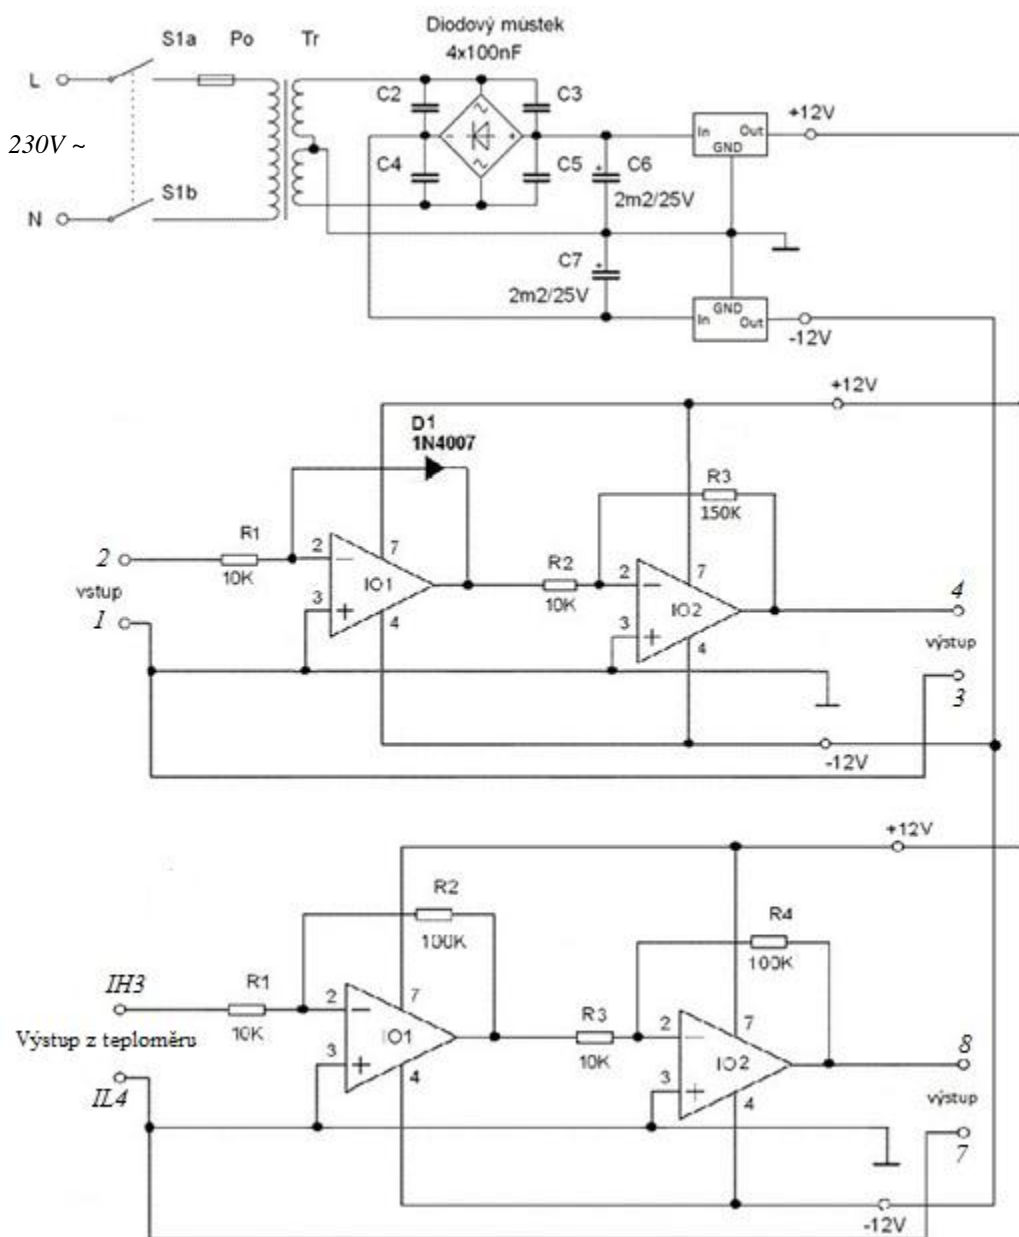 Diodový můstek
4x100nF
S1a Po Tr
L
C2 C3
+12V
230V ~
In Out
GND
C4 C5 C6
2m2/25V
S1b
N
C7
2m2/25V
GND
In Out
-12V
+12V
D1
1N4007
R3
150K
R1
10K
2
vstup
1
2
3
7
4
IO1
R2
10K
2
3
7
4
IO2
4
výstup
3
-12V
+12V
R2
100K
R4
100K
IH3
R1
10K
Výstup z teploměru
IL4
2
3
7
4
IO1
R3
10K
2
3
7
4
IO2
8
výstup
7
-12V